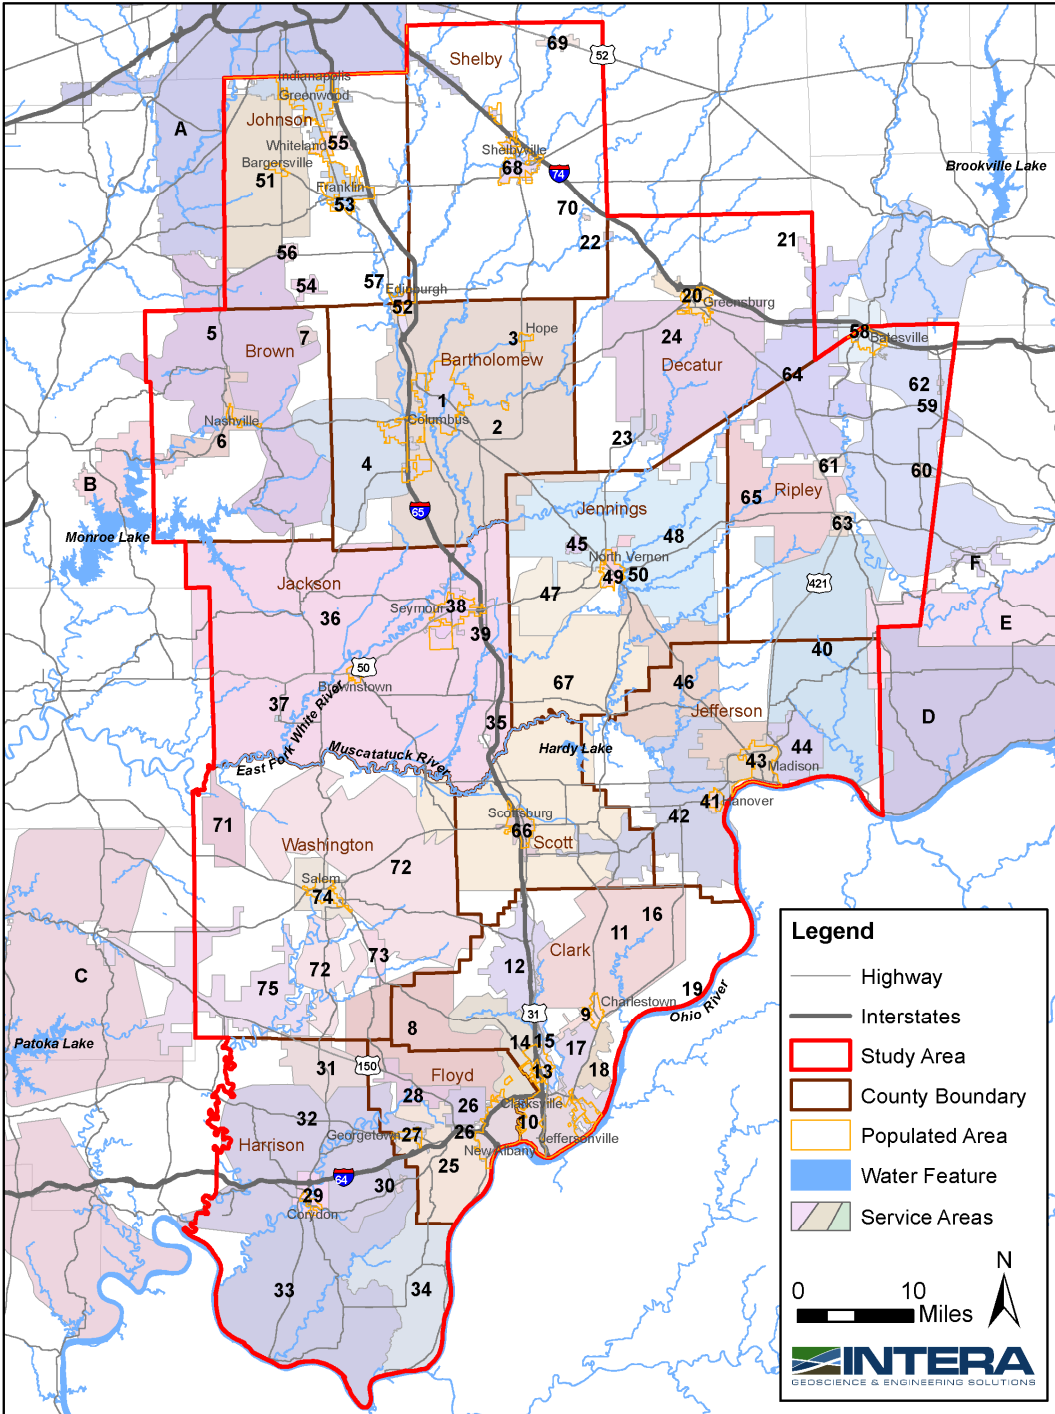 69
52
Shelby
Indianapolis
Greenwood
Johnson
A
Whiteland
55
Shelbyville
Bargersville
51
68
74
Brookville Lake
Franklin
53
70
22
21
56
57
54
Edinburgh
52
20
Greensburg
5
7
Brown
3
Hope
Bartholomew
24
Decatur
58
Batesville
64
62
59
1
Columbus
2
Nashville
6
23
4
B
61
60
65
Ripley
65
Jennings
63
Monroe Lake
45
48
North Vernon
49
50
F
421
Jackson
47
38
Seymour
36
39
E
40
50
Brownstown
67
46
37
Jefferson
35
D
East Fork White River
Muscatatuck River
Hardy Lake
44
43
Madison
41
Hanover
42
71
Scottsburg
66
Scott
Washington
72
Salem
74
16
11
Clark
12
73
72
C
75
19
Ohio River
Charlestown
9
31
8
14
15
17
Patoka Lake
13
18
31
150
Floyd
28
26
Clarksville
10
32
Georgetown
27
26
Jeffersonville
Harrison
New Albany
25
64
30
29
Corydon
33
34
Legend
Highway
Interstates
Study Area
County Boundary
Populated Area
Water Feature
Service Areas
N
0
10
Miles
INTERA
GEOSCIENCE & ENGINEERING SOLUTIONS